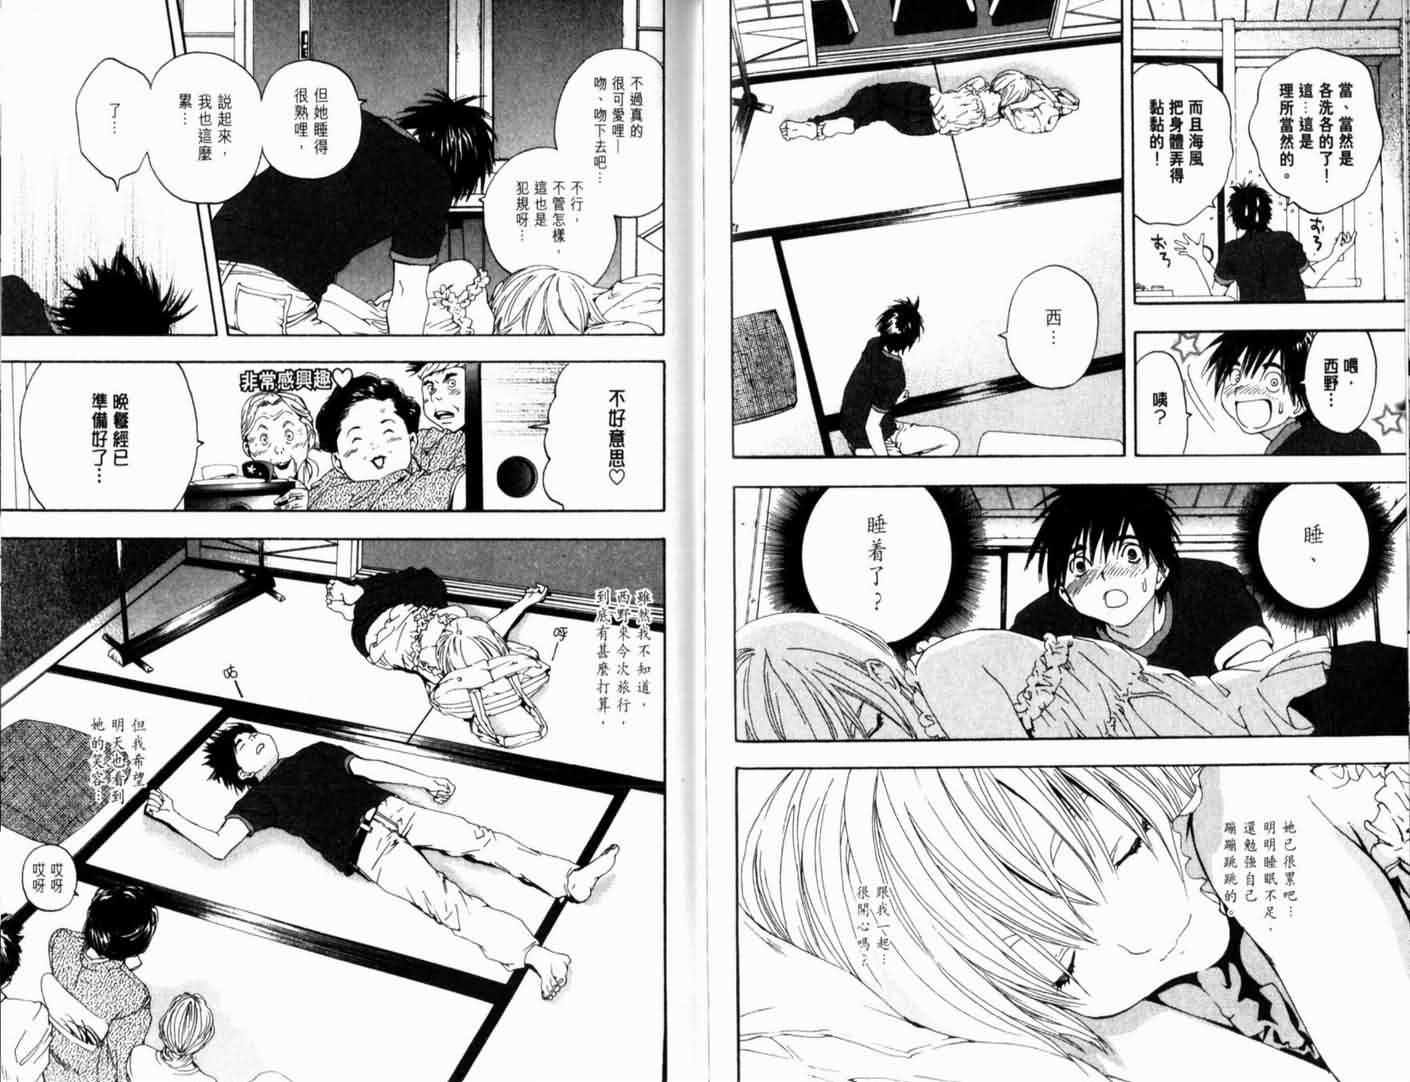 當、當然是
各洗各的了!
這…這是
理所當然的。
而且海風
把身體弄得
黏黏的!
おろ
おろ
喂,
西野…
咦?
西…
睡、
睡着了?
她已很累吧…
明明睡眠不足,
還勉強自己
蹦蹦跳跳的。
跟我一起…
很開心嗎?
不過真的
很可愛哩—
吻、吻下去吧…
不行,
不管怎樣,
這也是
犯規呀…
但她睡得
很熟哩,
說起來,
我也這麼
累…
了…
不好意思♡
非常感興趣♡
晚餐經已
準備好了…
雖然我不知道,
西野來今次旅行,
到底有甚麼打算,
呼—
咕—
但我希望
明天也看到
她的笑容…
哎呀
哎呀